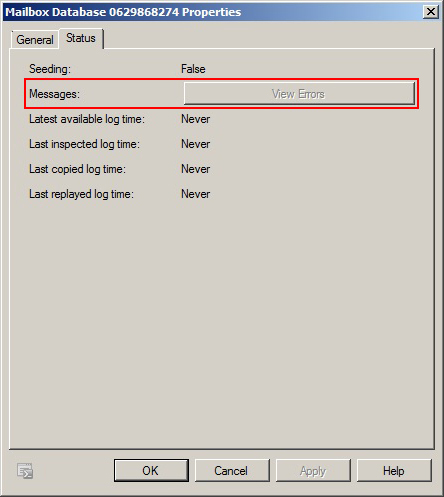 Mailbox Database 0629868274 Properties
General Status
Seeding: False
Messages: View Errors
Latest available log time: Never
Last inspected log time: Never
Last copied log time: Never
Last replayed log time: Never
OK Cancel Apply Help